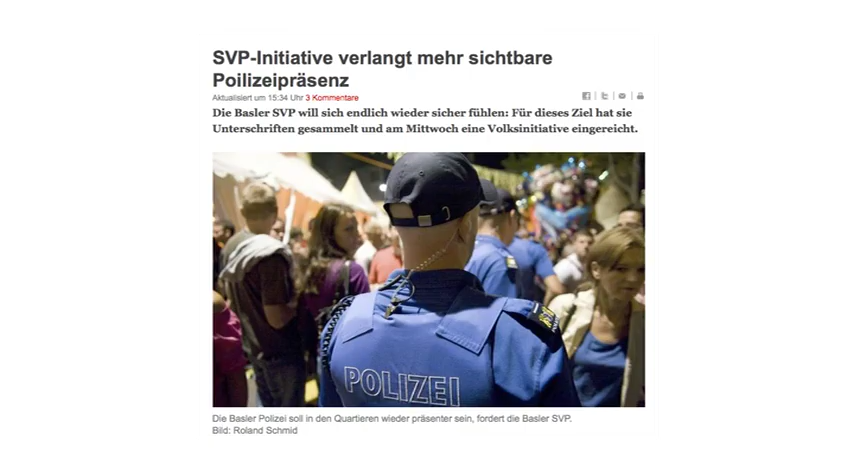 SVP-Initiative verlangt mehr sichtbare
Poilizeipräsenz
Aktualisiert um 15:34 Uhr 3 Kommentare
Die Basler SVP will sich endlich wieder sicher fühlen: Für dieses Ziel hat sie
Unterschriften gesammelt und am Mittwoch eine Volksinitiative eingereicht.
POLIZEI
Die Basler Polizei soll in den Quartieren wieder präsenter sein, fordert die Basler SVP.
Bild: Roland Schmid